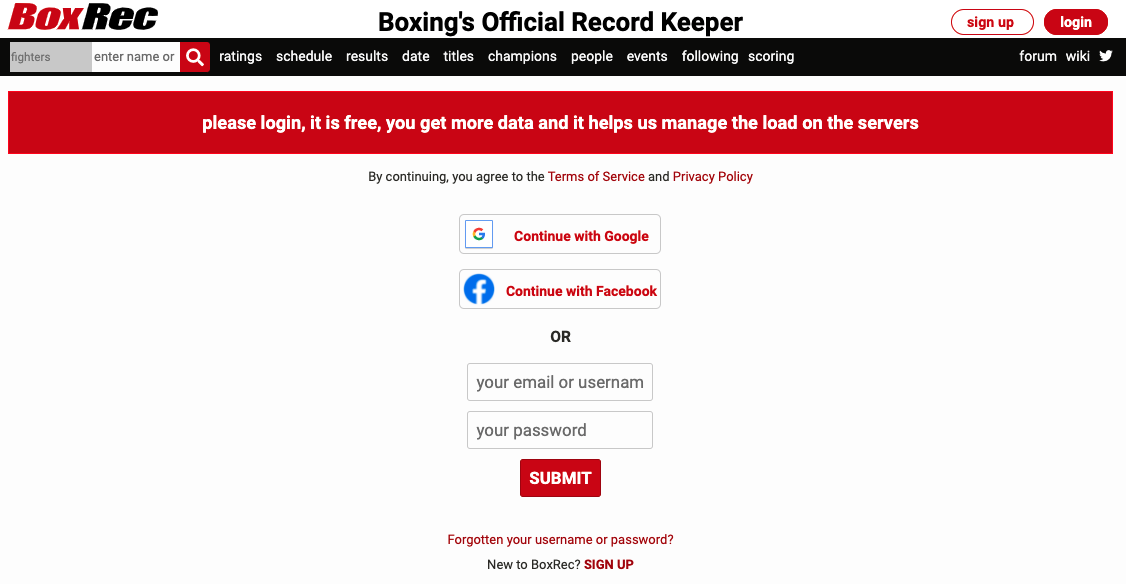 BoxRec
Boxing's Official Record Keeper
sign up
login
fighters
enter name or
ratings schedule results date titles champions people events following scoring
forum wiki
please login, it is free, you get more data and it helps us manage the load on the servers
By continuing, you agree to the Terms of Service and Privacy Policy
Continue with Google
Continue with Facebook
OR
your email or usernam
your password
SUBMIT
Forgotten your username or password?
New to BoxRec? SIGN UP